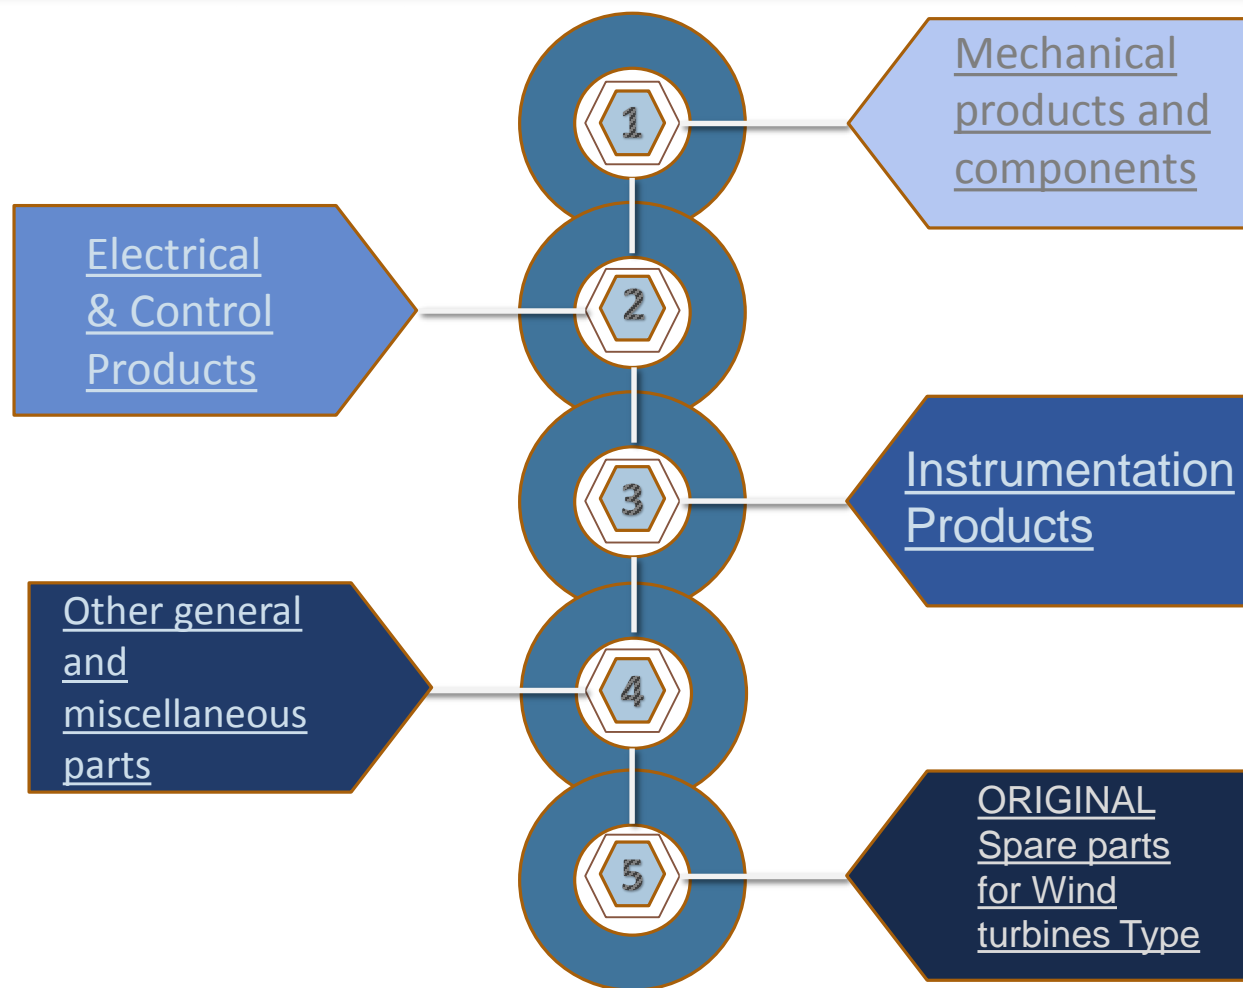 1
Mechanical
products and
components
2
Electrical
& Control
Products
3
Instrumentation
Products
4
Other general
and
miscellaneous
parts
5
ORIGINAL
Spare parts
for Wind
turbines Type